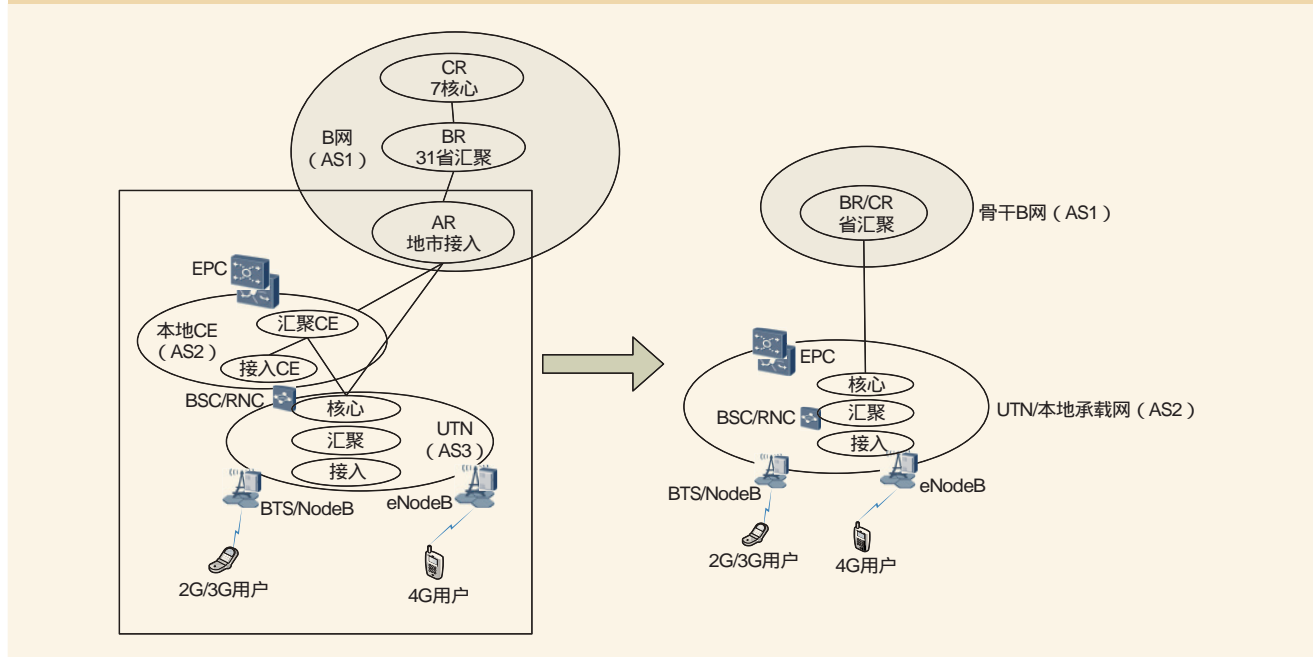 CR
7核心
B网
（AS1）
BR
31省汇聚
AR
地市接入
EPC
本地CE
（AS2）
汇聚CE
接入CE
BSC/RNC
核心
汇聚
接入
UTN
（AS3）
BTS/NodeB
eNodeB
2G/3G用户
4G用户
BR/CR
省汇聚
骨干B网（AS1）
EPC
核心
BSC/RNC
汇聚
接入
UTN/本地承载网（AS2）
BTS/NodeB
eNodeB
2G/3G用户
4G用户